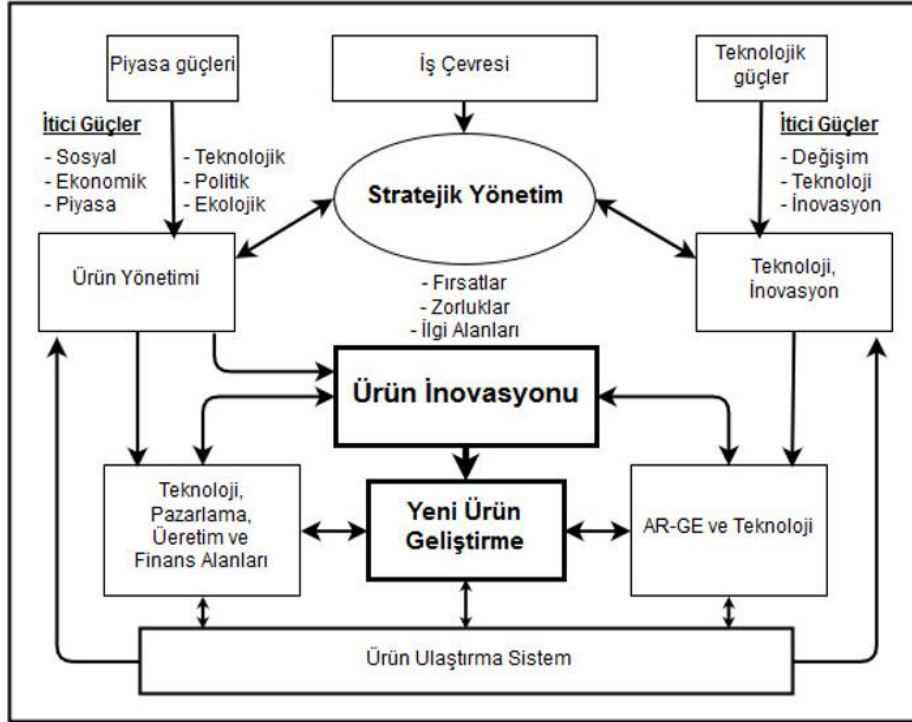 Piyasa güçleri
İş Çevresi
Teknolojik
güçler
İtici Güçler
- Sosyal
- Ekonomik
- Piyasa
- Teknolojik
- Politik
- Ekolojik
Stratejik Yönetim
İtici Güçler
- Değişim
- Teknoloji
- İnovasyon
Ürün Yönetimi
- Fırsatlar
- Zorluklar
- İlgi Alanları
Teknoloji,
İnovasyon
Ürün İnovasyonu
Teknoloji,
Pazarlama,
Üeretim ve
Finans Alanları
Yeni Ürün
Geliştirme
AR-GE ve Teknoloji
Ürün Ulaştırma Sistem